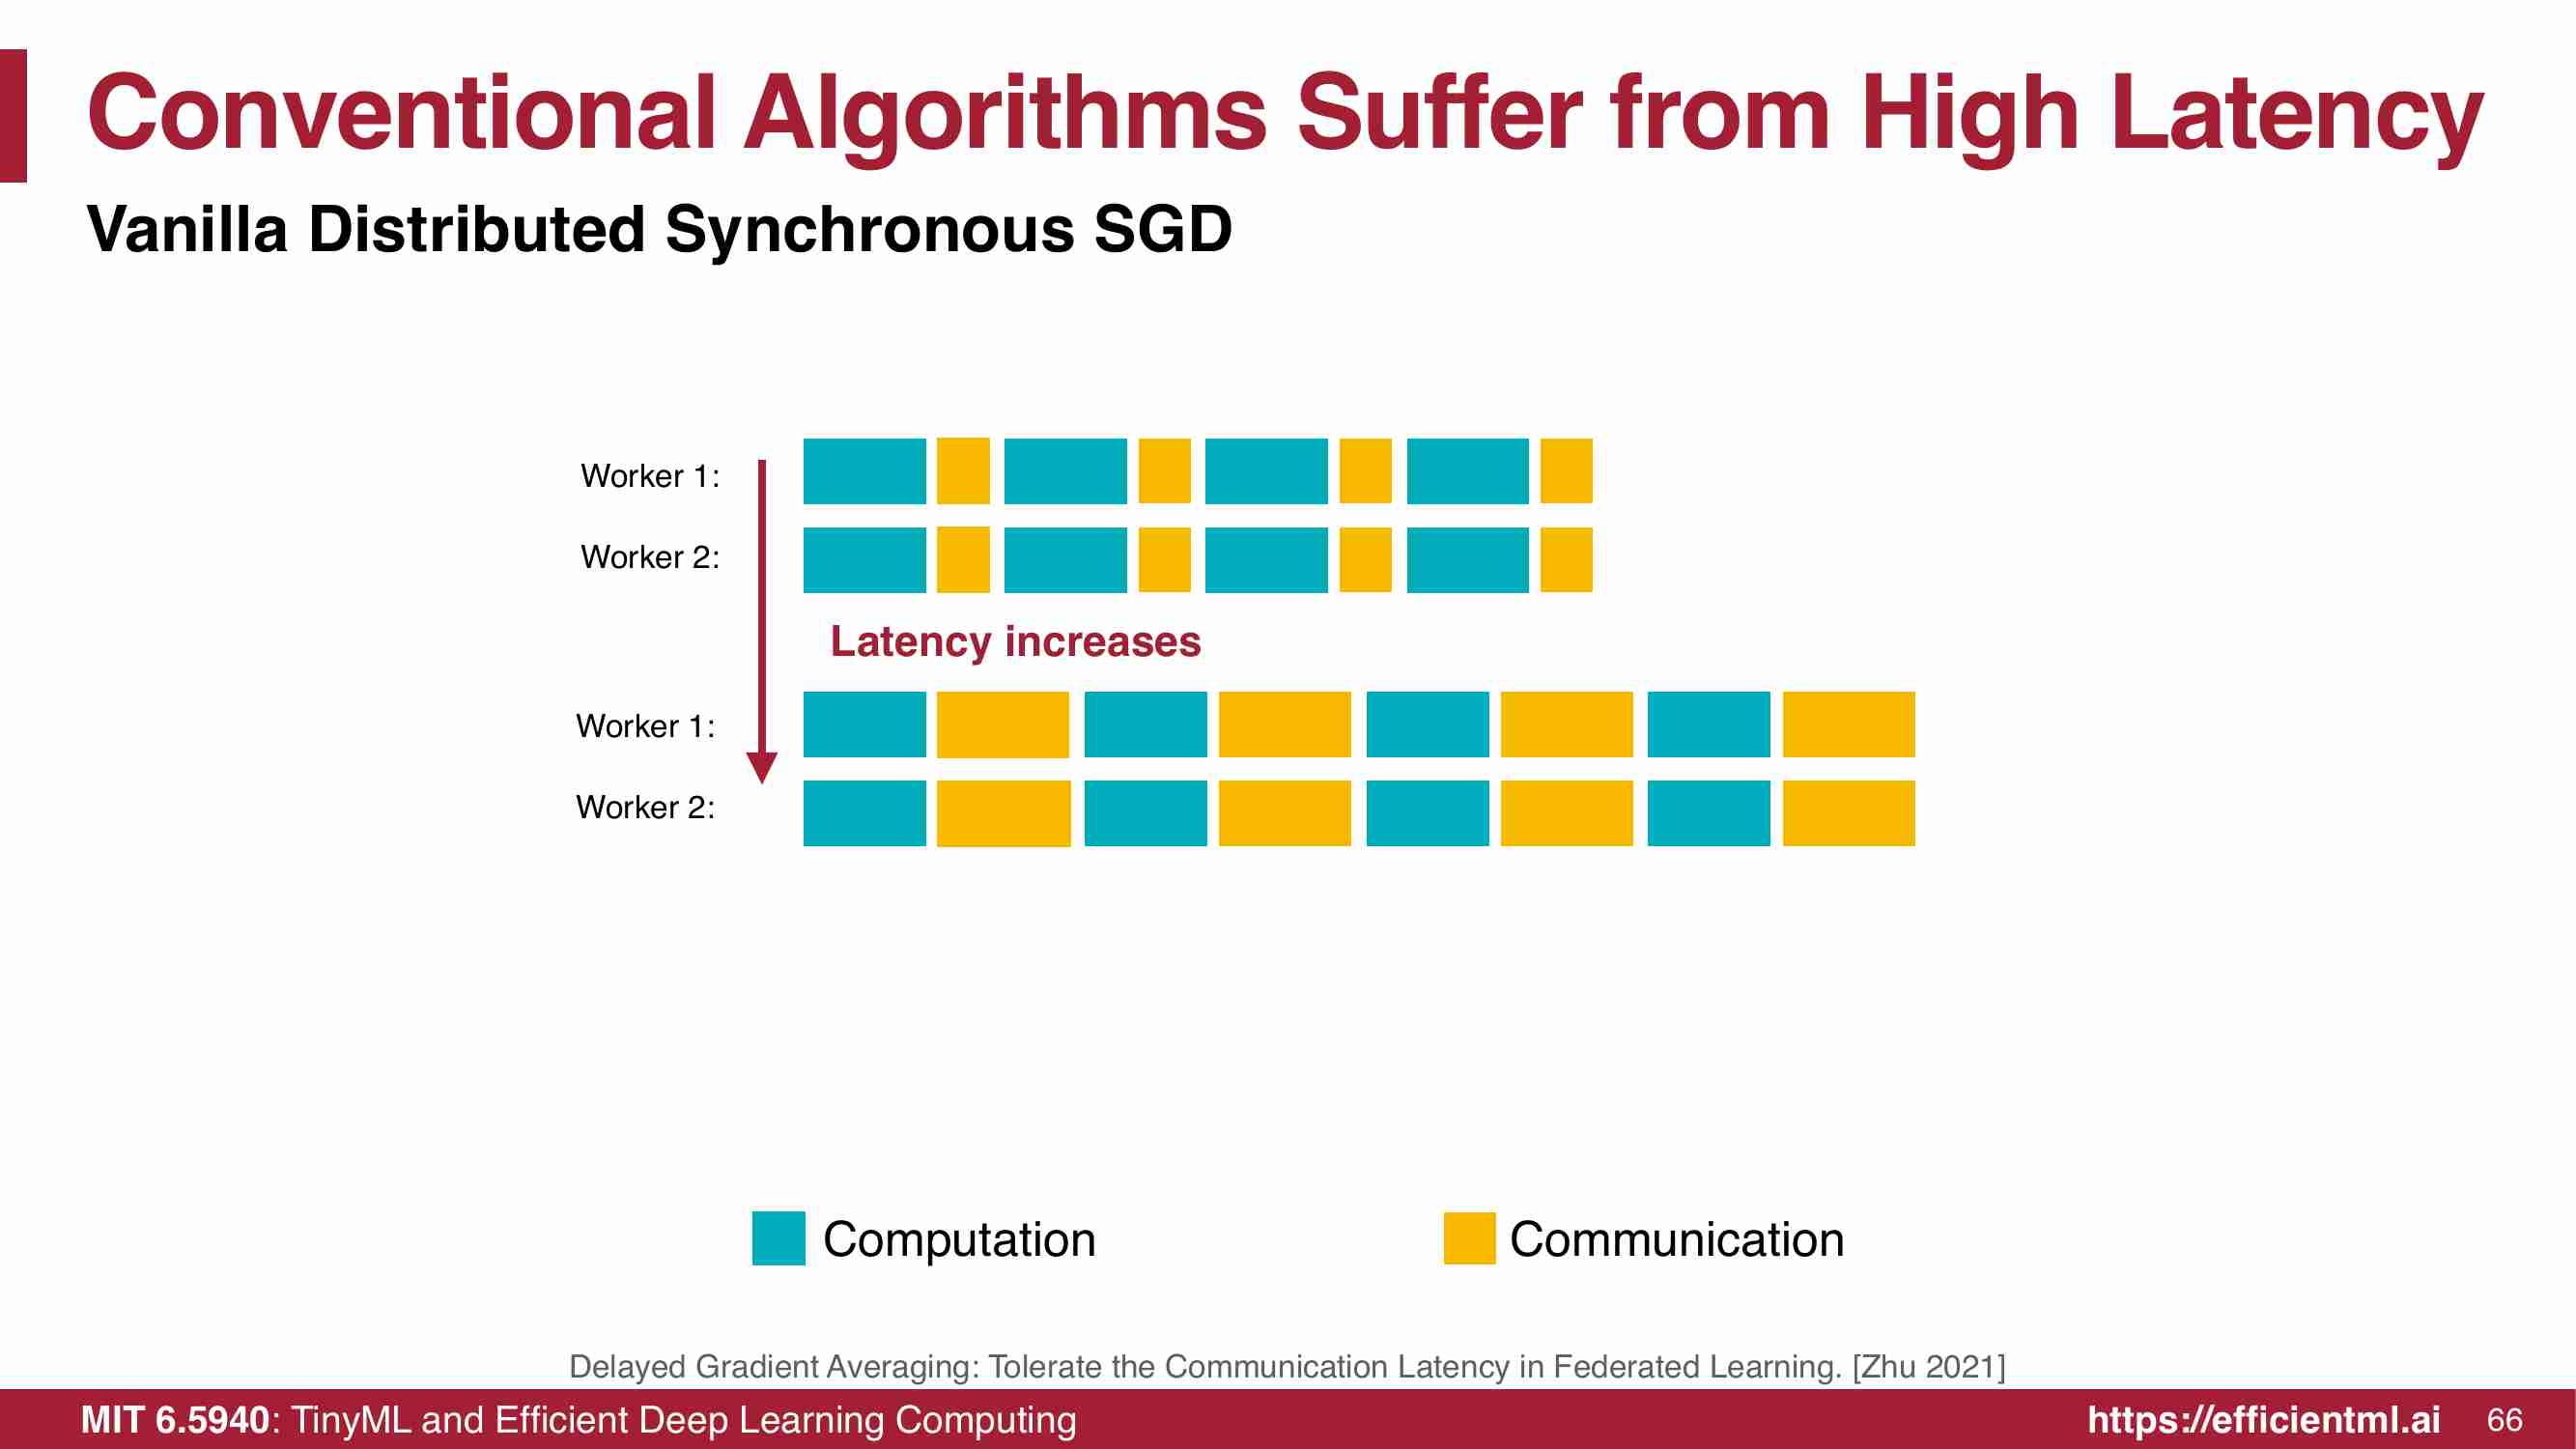 Conventional Algorithms Suffer from High Latency
Vanilla Distributed Synchronous SGD
Worker 1:
Worker 2:
Latency increases
Worker 1:
Worker 2:
Computation
Communication
Delayed Gradient Averaging: Tolerate the Communication Latency in Federated Learning. [Zhu 2021]
MIT 6.5940: TinyML and Efficient Deep Learning Computing
https://efficientml.ai
66